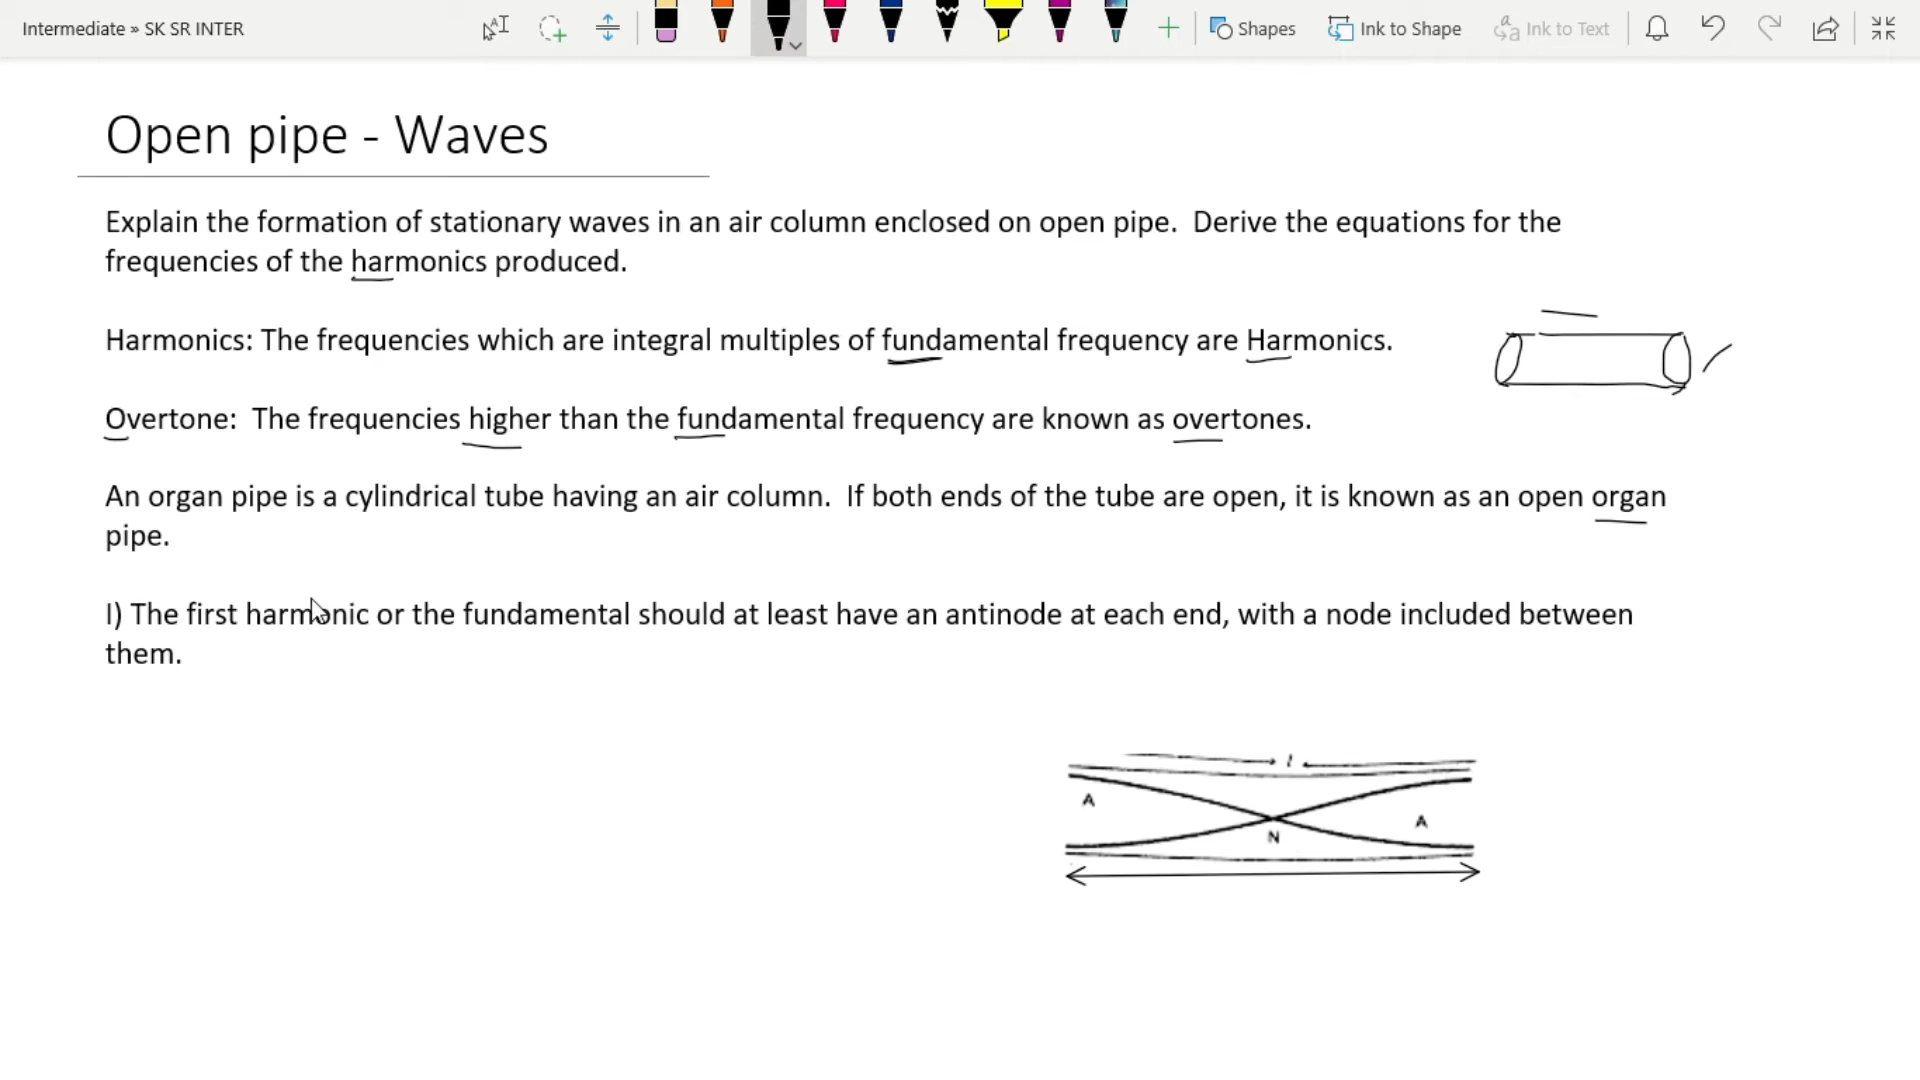 Intermediate » SK SR INTER
Shapes
Ink to Shape
Ink to Text
Open pipe - Waves
Explain the formation of stationary waves in an air column enclosed on open pipe. Derive the equations for the
frequencies of the harmonics produced.
Harmonics: The frequencies which are integral multiples of fundamental frequency are Harmonics.
Overtone: The frequencies higher than the fundamental frequency are known as overtones.
An organ pipe is a cylindrical tube having an air column. If both ends of the tube are open, it is known as an open organ
pipe.
I) The first harmonic or the fundamental should at least have an antinode at each end, with a node included between
them.
l
A
A
N